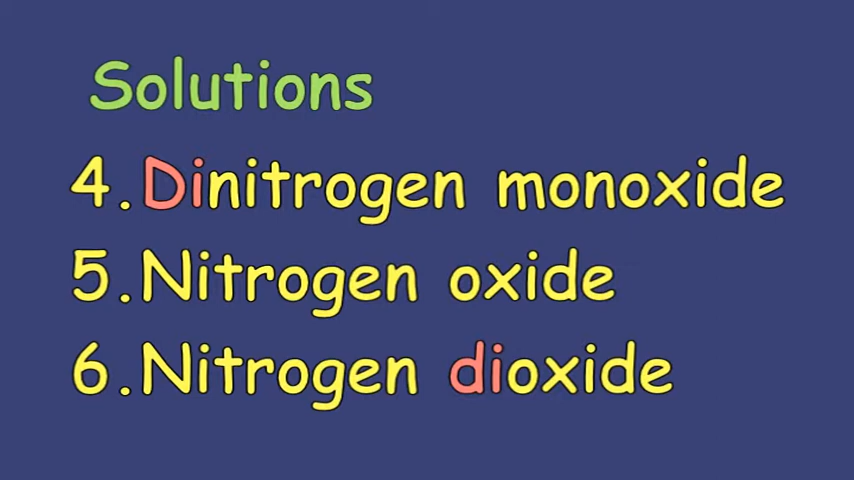 Solutions
4. Dinitrogen monoxide
5. Nitrogen oxide
6. Nitrogen dioxide